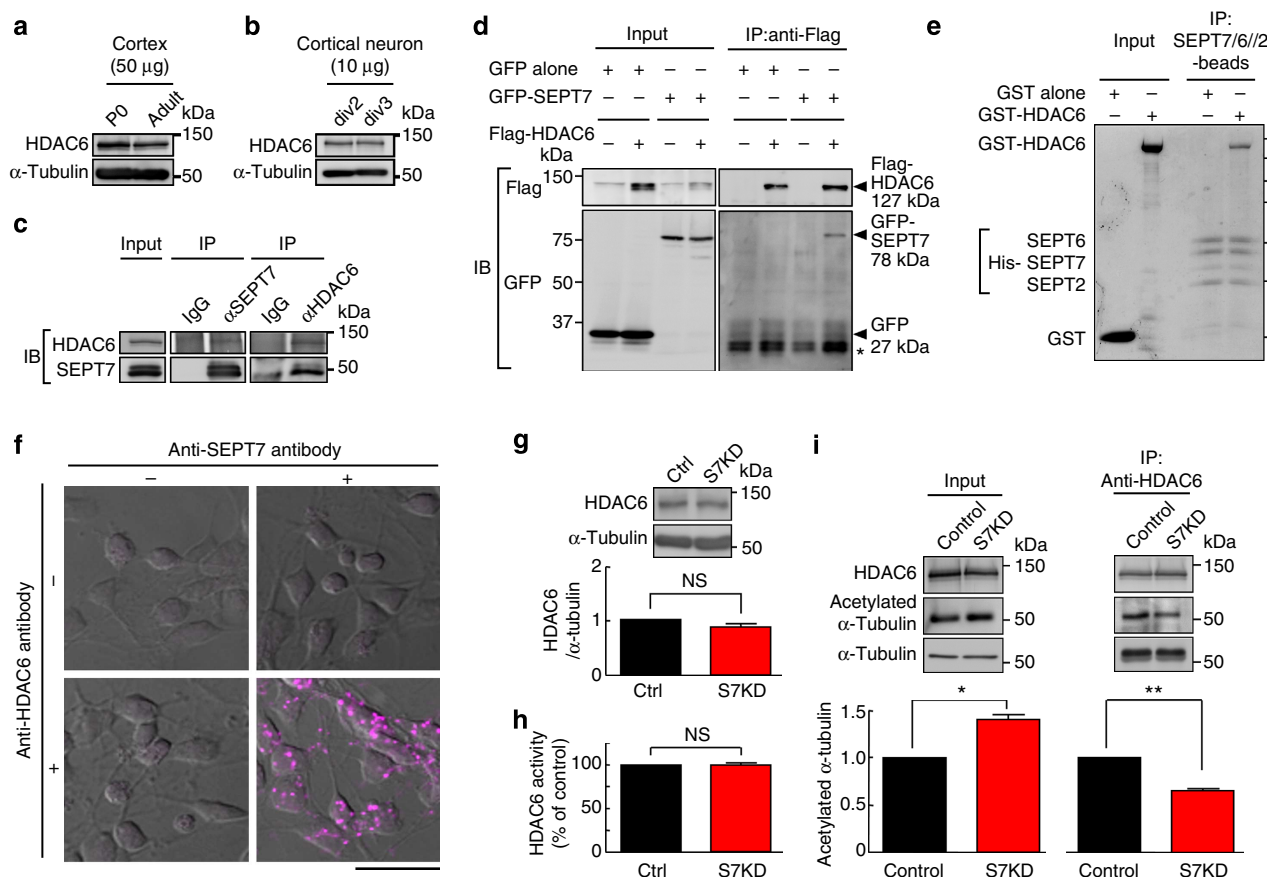 a
Cortex
(50 μg)
P0
Adult
kDa
HDAC6
150
α-Tubulin
50
b
Cortical neuron
(10 μg)
div2
div3
kDa
HDAC6
150
α-Tubulin
50
c
Input
IP
IP
IgG
αSEPT7
IgG
αHDAC6
kDa
IB
HDAC6
150
SEPT7
50
d
Input
IP:anti-Flag
GFP alone + + – – + + – –
GFP-SEPT7 – – + + – – + +
Flag-HDAC6 – + – + – + – +
kDa
IB
Flag
150
Flag-
HDAC6
127 kDa
GFP
75
50
37
GFP-
SEPT7
78 kDa
GFP
27 kDa
*
e
Input
IP:
SEPT7/6//2
-beads
GST alone + – + –
GST-HDAC6 – + – +
GST-HDAC6
His-
SEPT6
SEPT7
SEPT2
GST
f
Anti-SEPT7 antibody
– +
Anti-HDAC6 antibody
–
+
g
Ctrl
S7KD
kDa
HDAC6
150
α-Tubulin
50
HDAC6
/α-tubulin
2
1
0
NS
Ctrl S7KD
h
HDAC6 activity
(% of control)
100
50
0
NS
Ctrl S7KD
i
Input
IP:
Anti-HDAC6
Control
S7KD
kDa
Control
S7KD
kDa
HDAC6
150
150
Acetylated
α-Tubulin
50
50
α-Tubulin
50
50
Acetylated α-tubulin
1.5
1.0
0.5
0
*
**
Control S7KD
Control S7KD